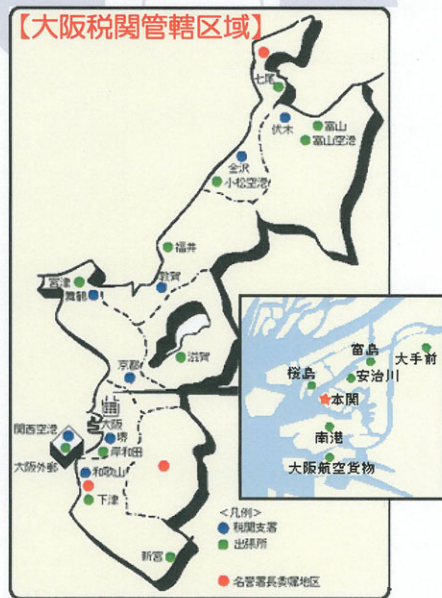 【大阪税関管轄区域】
七尾
伏木
富山
富山空港
金沢
小松空港
福井
敦賀
宮津
舞鶴
滋賀
京都
大阪
堺
岸和田
関西空港
大阪外郵
和歌山
下津
新宮
富島
大手前
桜島
安治川
本関
南港
大阪航空貨物
<凡例>
税関支署
出張所
名誉署長委嘱地区